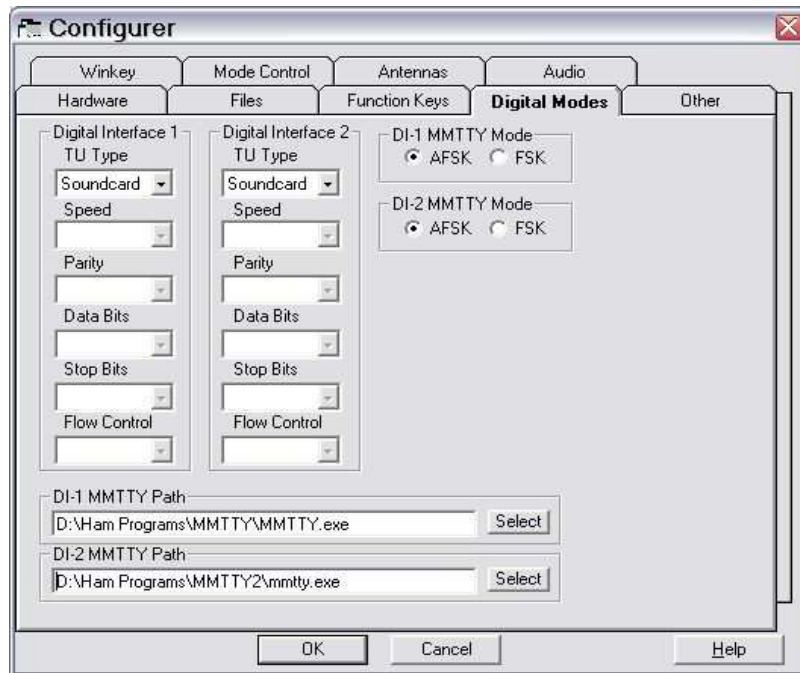 Configurer
Winkey Mode Control Antennas Audio
Hardware Files Function Keys Digital Modes Other
Digital Interface 1 Digital Interface 2 DI-1 MMTTY Mode
TU Type TU Type AFSK FSK
Soundcard Soundcard
Speed Speed DI-2 MMTTY Mode
AFSK FSK
Parity Parity
Data Bits Data Bits
Stop Bits Stop Bits
Flow Control Flow Control
DI-1 MMTTY Path
D:\Ham Programs\MMTTY\MMTTY.exe Select
DI-2 MMTTY Path
D:\Ham Programs\MMTTY2\mmtty.exe Select
OK Cancel Help